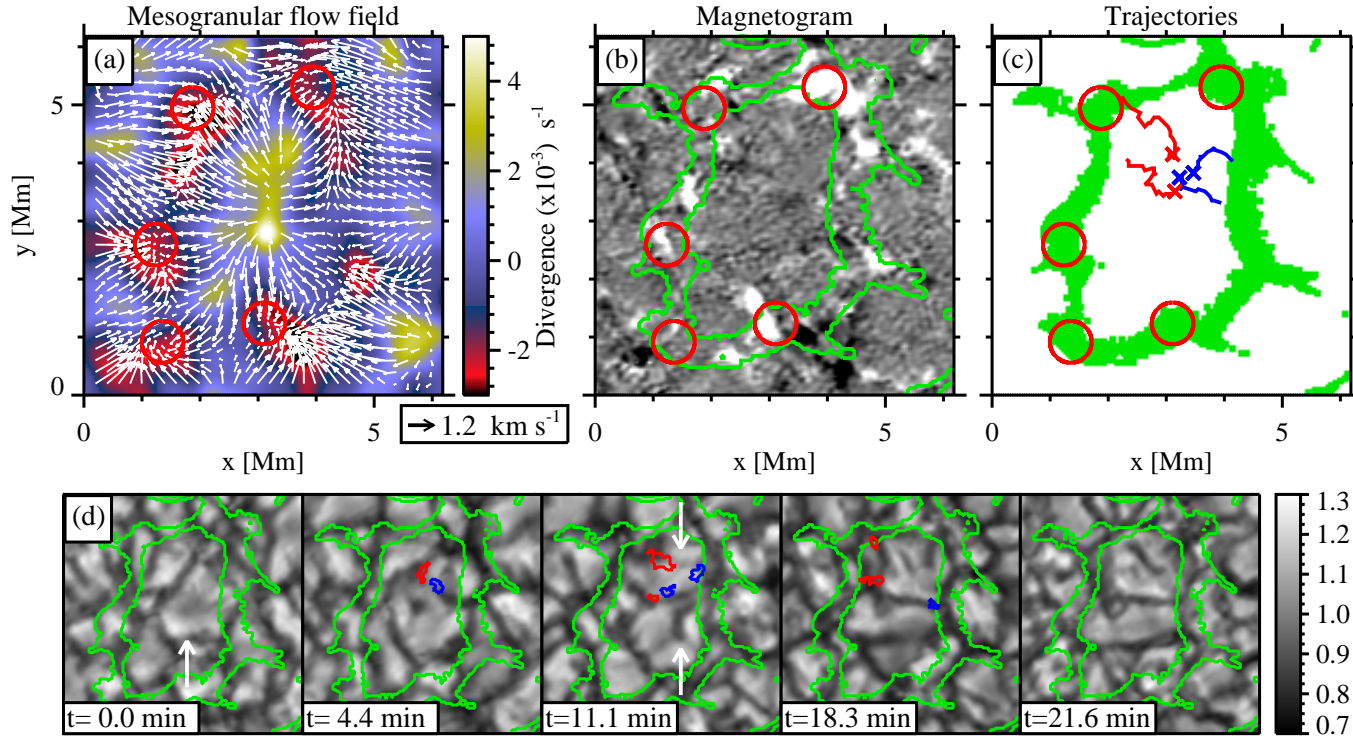 Mesogranular flow field
Magnetogram
Trajectories
(a)
(b)
(c)
y [Mm]
5
0
0
5
x [Mm]
4
2
0
-2
Divergence (x10⁻³) s⁻¹
1.2 km s⁻¹
0
5
x [Mm]
0
5
x [Mm]
(d)
t= 0.0 min
t= 4.4 min
t=11.1 min
t=18.3 min
t=21.6 min
1.3
1.2
1.1
1.0
0.9
0.8
0.7